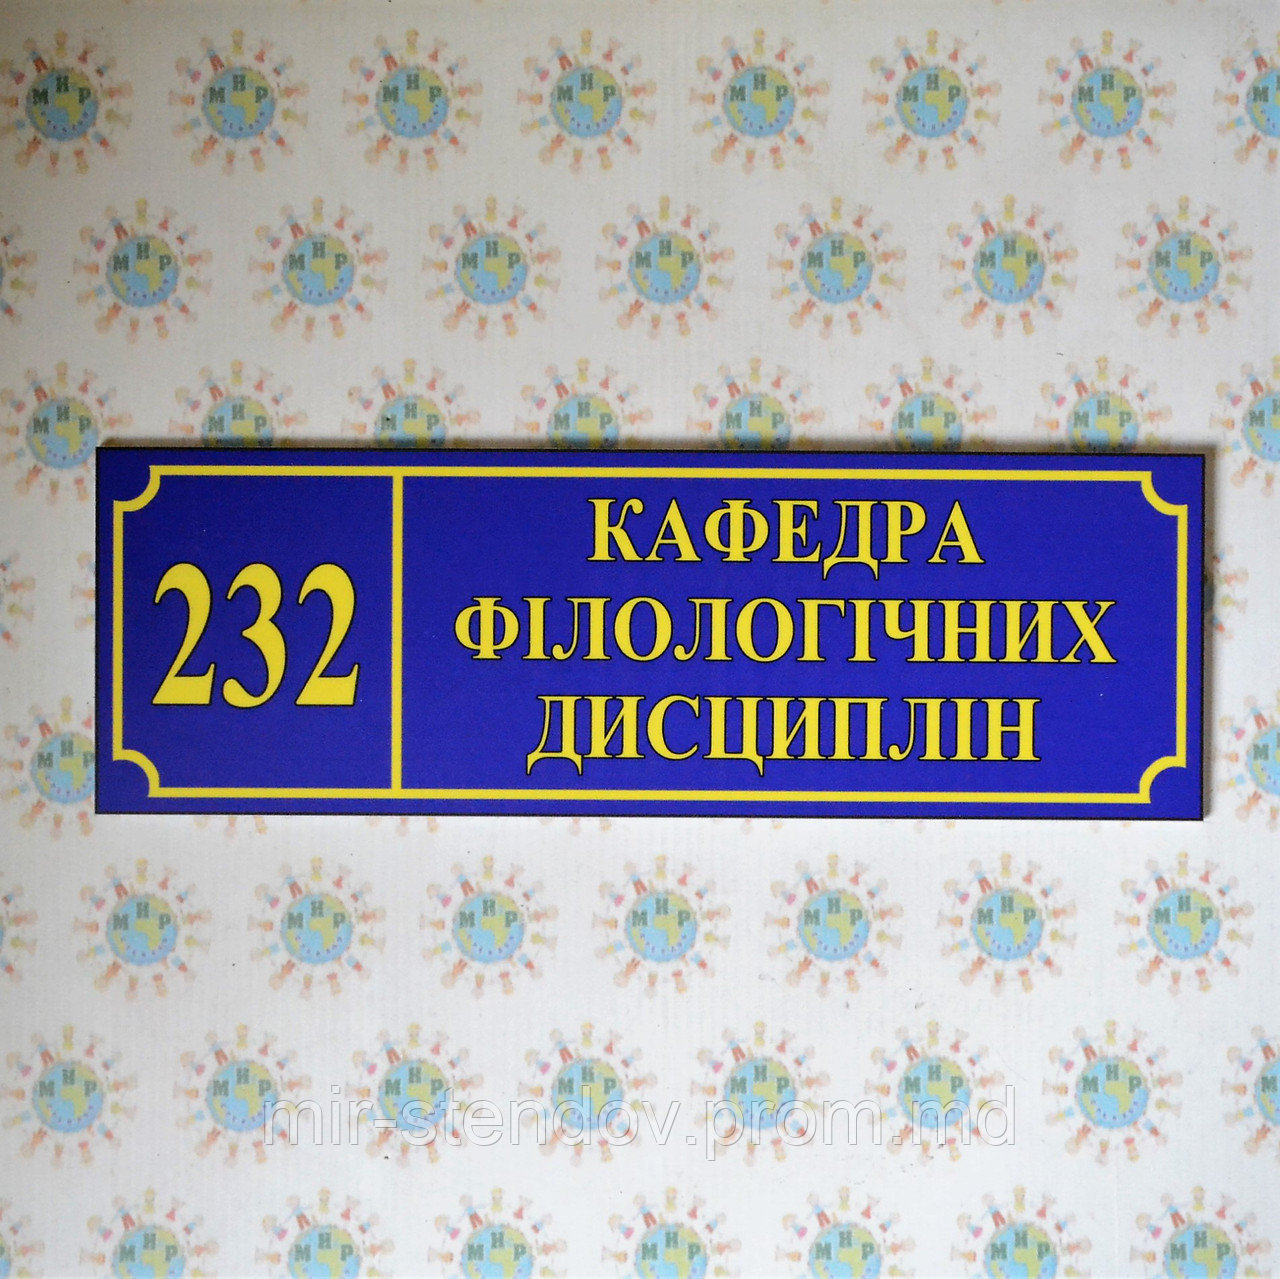 232
КАФЕДРА
ФІЛОЛОГІЧНИХ
ДИСЦИПЛІН
mir-stendov.prom.md